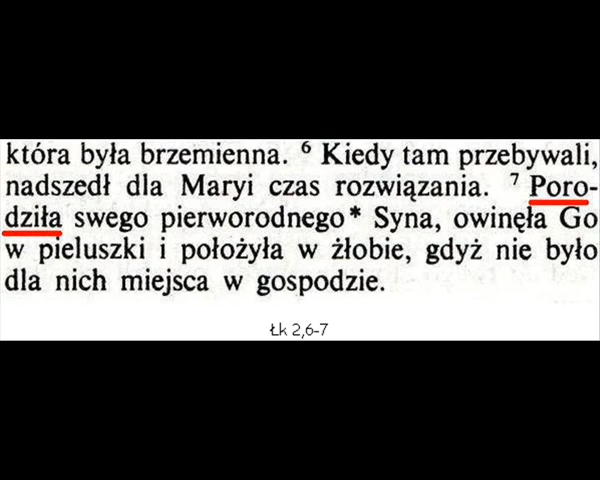 która była brzemienna. ⁶ Kiedy tam przebywali,
nadszedł dla Maryi czas rozwiązania. ⁷ Poro-
dziła swego pierworodnego* Syna, owinęła Go
w pieluszki i położyła w żłobie, gdyż nie było
dla nich miejsca w gospodzie.
Łk 2,6-7